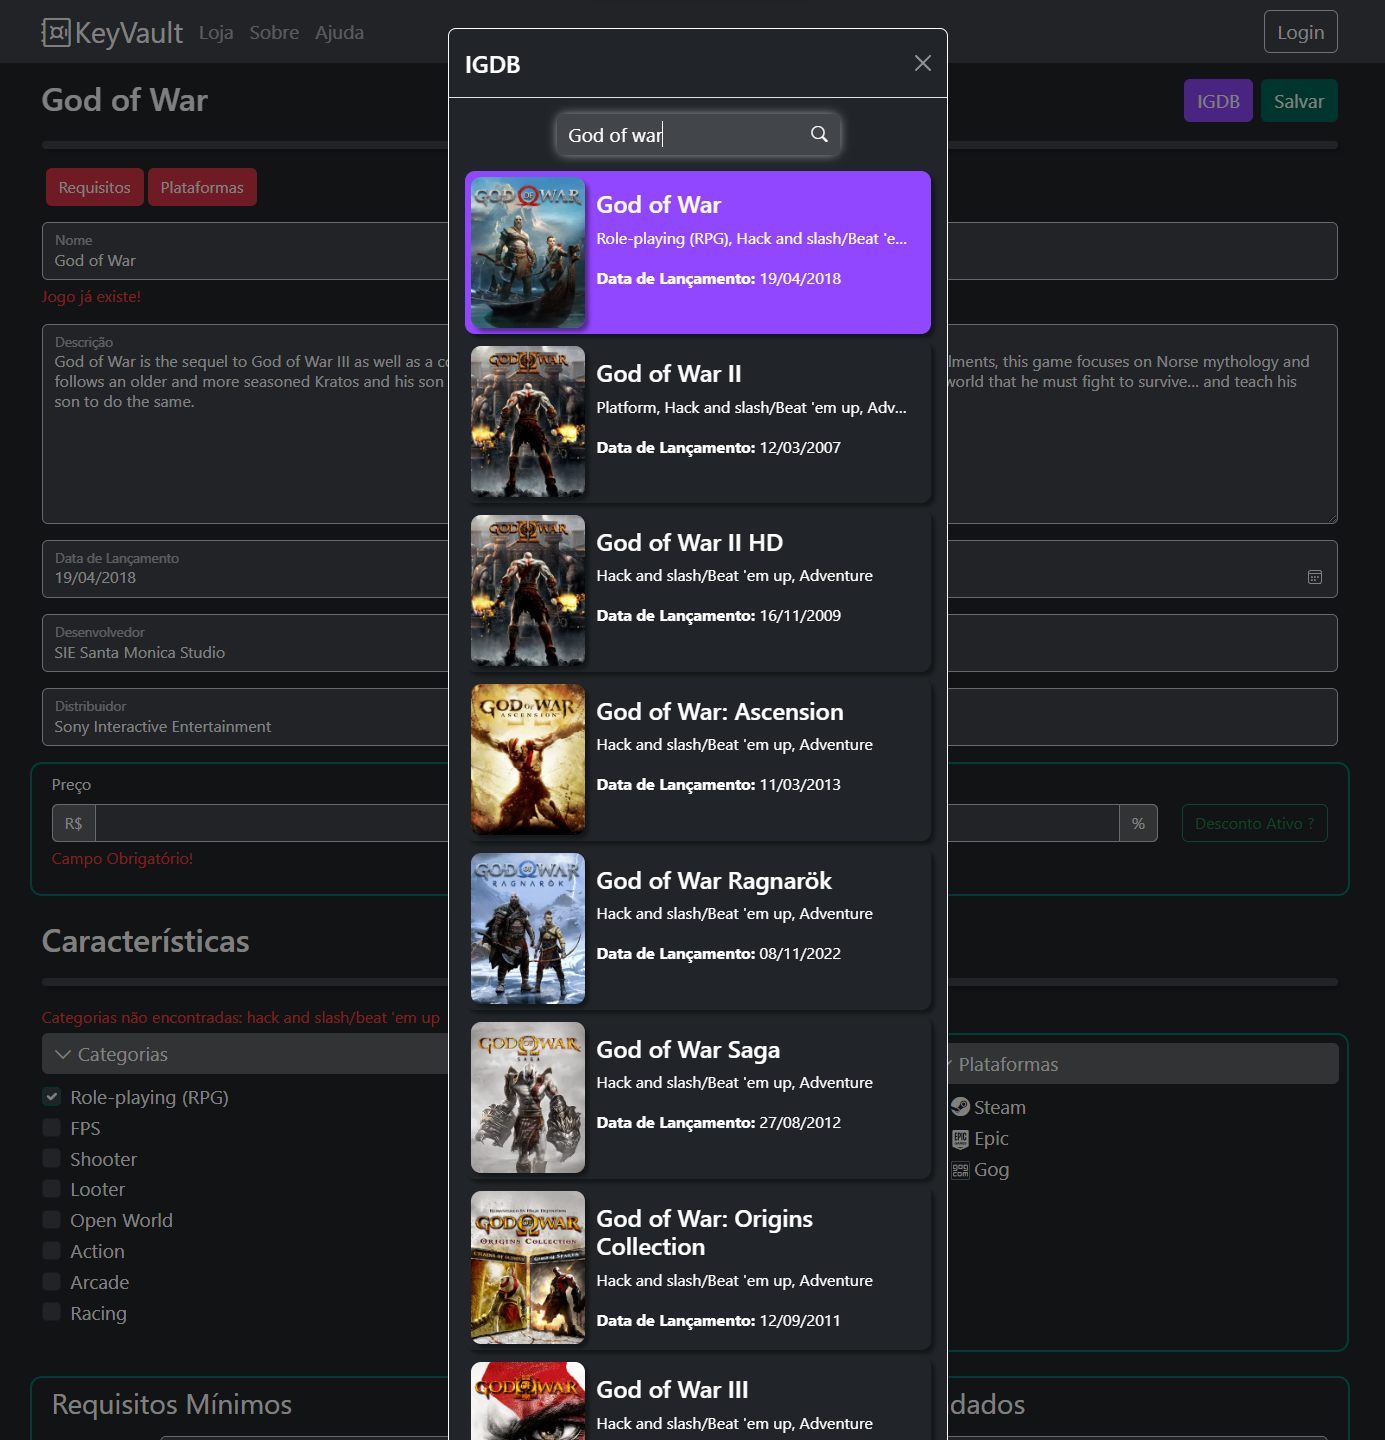 KeyVault Loja Sobre Ajuda
Login
God of War
IGDB Salvar
Requisitos Plataformas
Nome
God of War
Jogo já existe!
Descrição
God of War is the sequel to God of War III as well as a co
lments, this game focuses on Norse mythology and
follows an older and more seasoned Kratos and his son
world that he must fight to survive... and teach his
son to do the same.
Data de Lançamento
19/04/2018
Desenvolvedor
SIE Santa Monica Studio
Distribuidor
Sony Interactive Entertainment
Preço
R$
%
Desconto Ativo ?
Campo Obrigatório!
Características
Categorias não encontradas: hack and slash/beat 'em up
Categorias
Role-playing (RPG)
FPS
Shooter
Looter
Open World
Action
Arcade
Racing
Plataformas
Steam
Epic
Gog
Requisitos Mínimos
dados
IGDB
God of war
GOD OF WAR
God of War
Role-playing (RPG), Hack and slash/Beat 'e...
Data de Lançamento: 19/04/2018
GOD OF WAR II
God of War II
Platform, Hack and slash/Beat 'em up, Adv...
Data de Lançamento: 12/03/2007
GOD OF WAR II
God of War II HD
Hack and slash/Beat 'em up, Adventure
Data de Lançamento: 16/11/2009
GOD OF WAR
ASCENSION
God of War: Ascension
Hack and slash/Beat 'em up, Adventure
Data de Lançamento: 11/03/2013
GOD OF WAR
RAGNARÖK
God of War Ragnarök
Hack and slash/Beat 'em up, Adventure
Data de Lançamento: 08/11/2022
GOD OF WAR
SAGA
God of War Saga
Hack and slash/Beat 'em up, Adventure
Data de Lançamento: 27/08/2012
REMASTERED IN HIGH DEFINITION
GOD OF WAR
ORIGINS COLLECTION
CHAINS OF OLYMPUS GHOST OF SPARTA
God of War: Origins
Collection
Hack and slash/Beat 'em up, Adventure
Data de Lançamento: 12/09/2011
GOD OF WAR III
God of War III
Hack and slash/Beat 'em up, Adventure